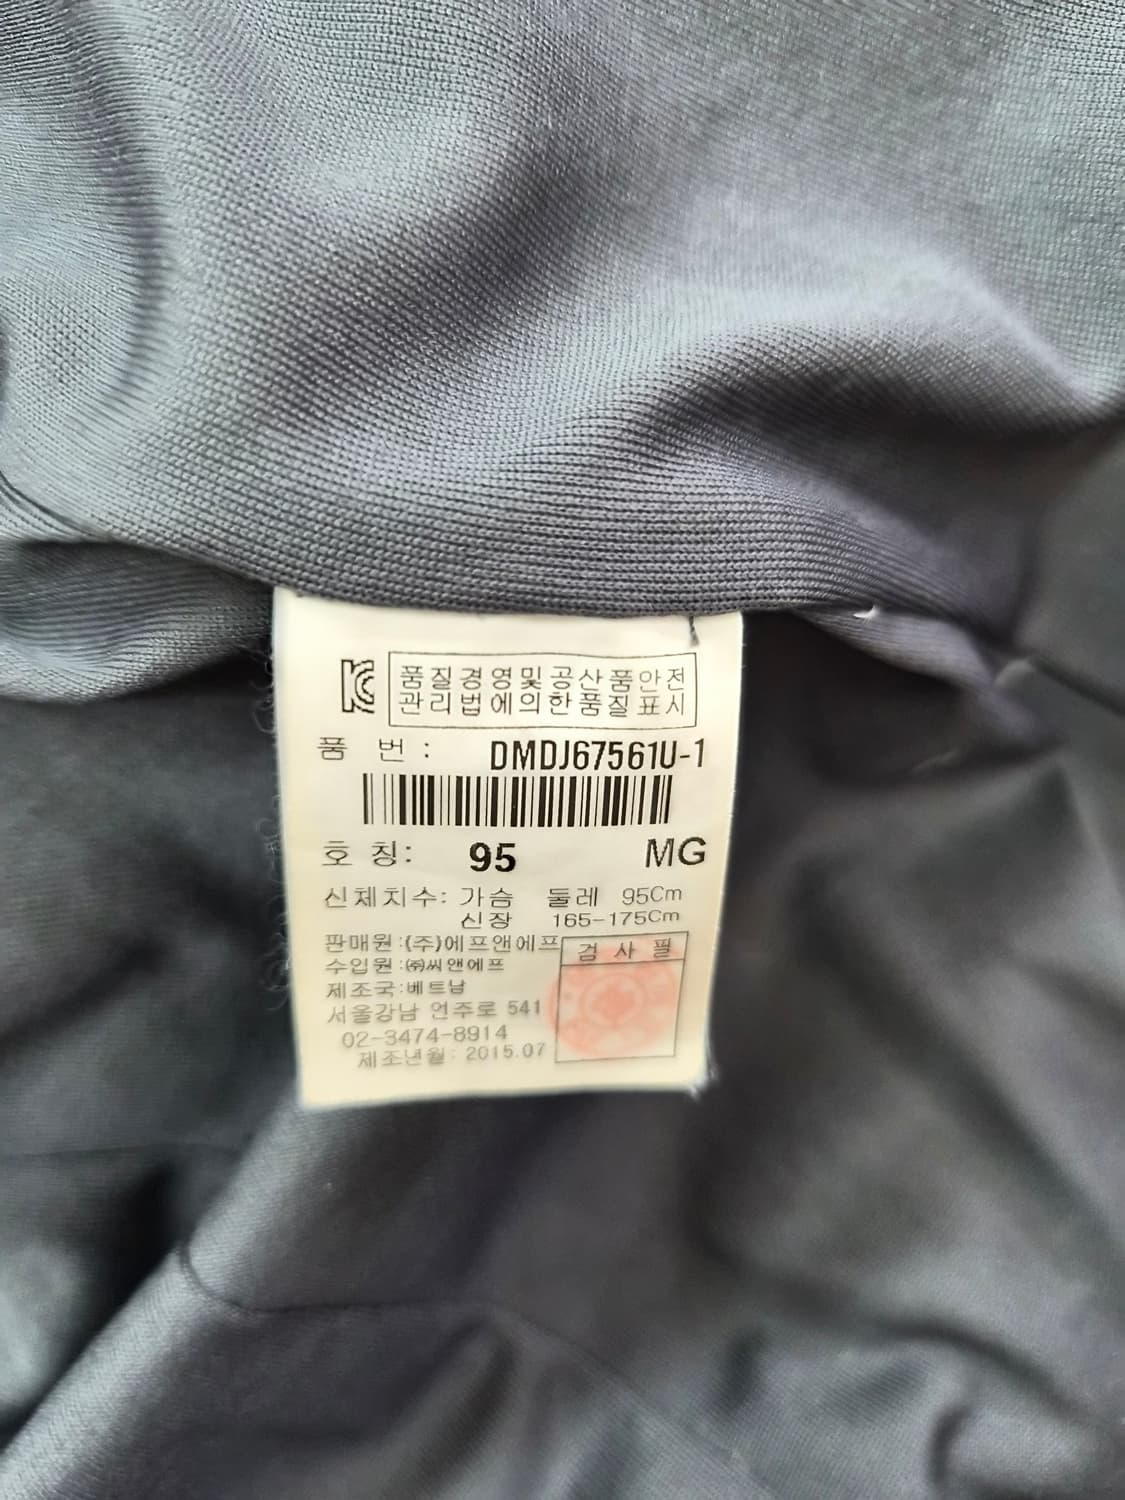 품질경영및공산품안전
관리법에의한품질표시
품 번 : DMDJ67561U-1
호 칭: 95 MG
신체치수: 가슴 둘레 95Cm
신장 165-175Cm
판매원:(주)에프앤에프
수입원:㈜씨앤에프
제조국:베트남
서울강남 언주로 541
02-3474-8914
제조년월: 2015.07
검 사 필